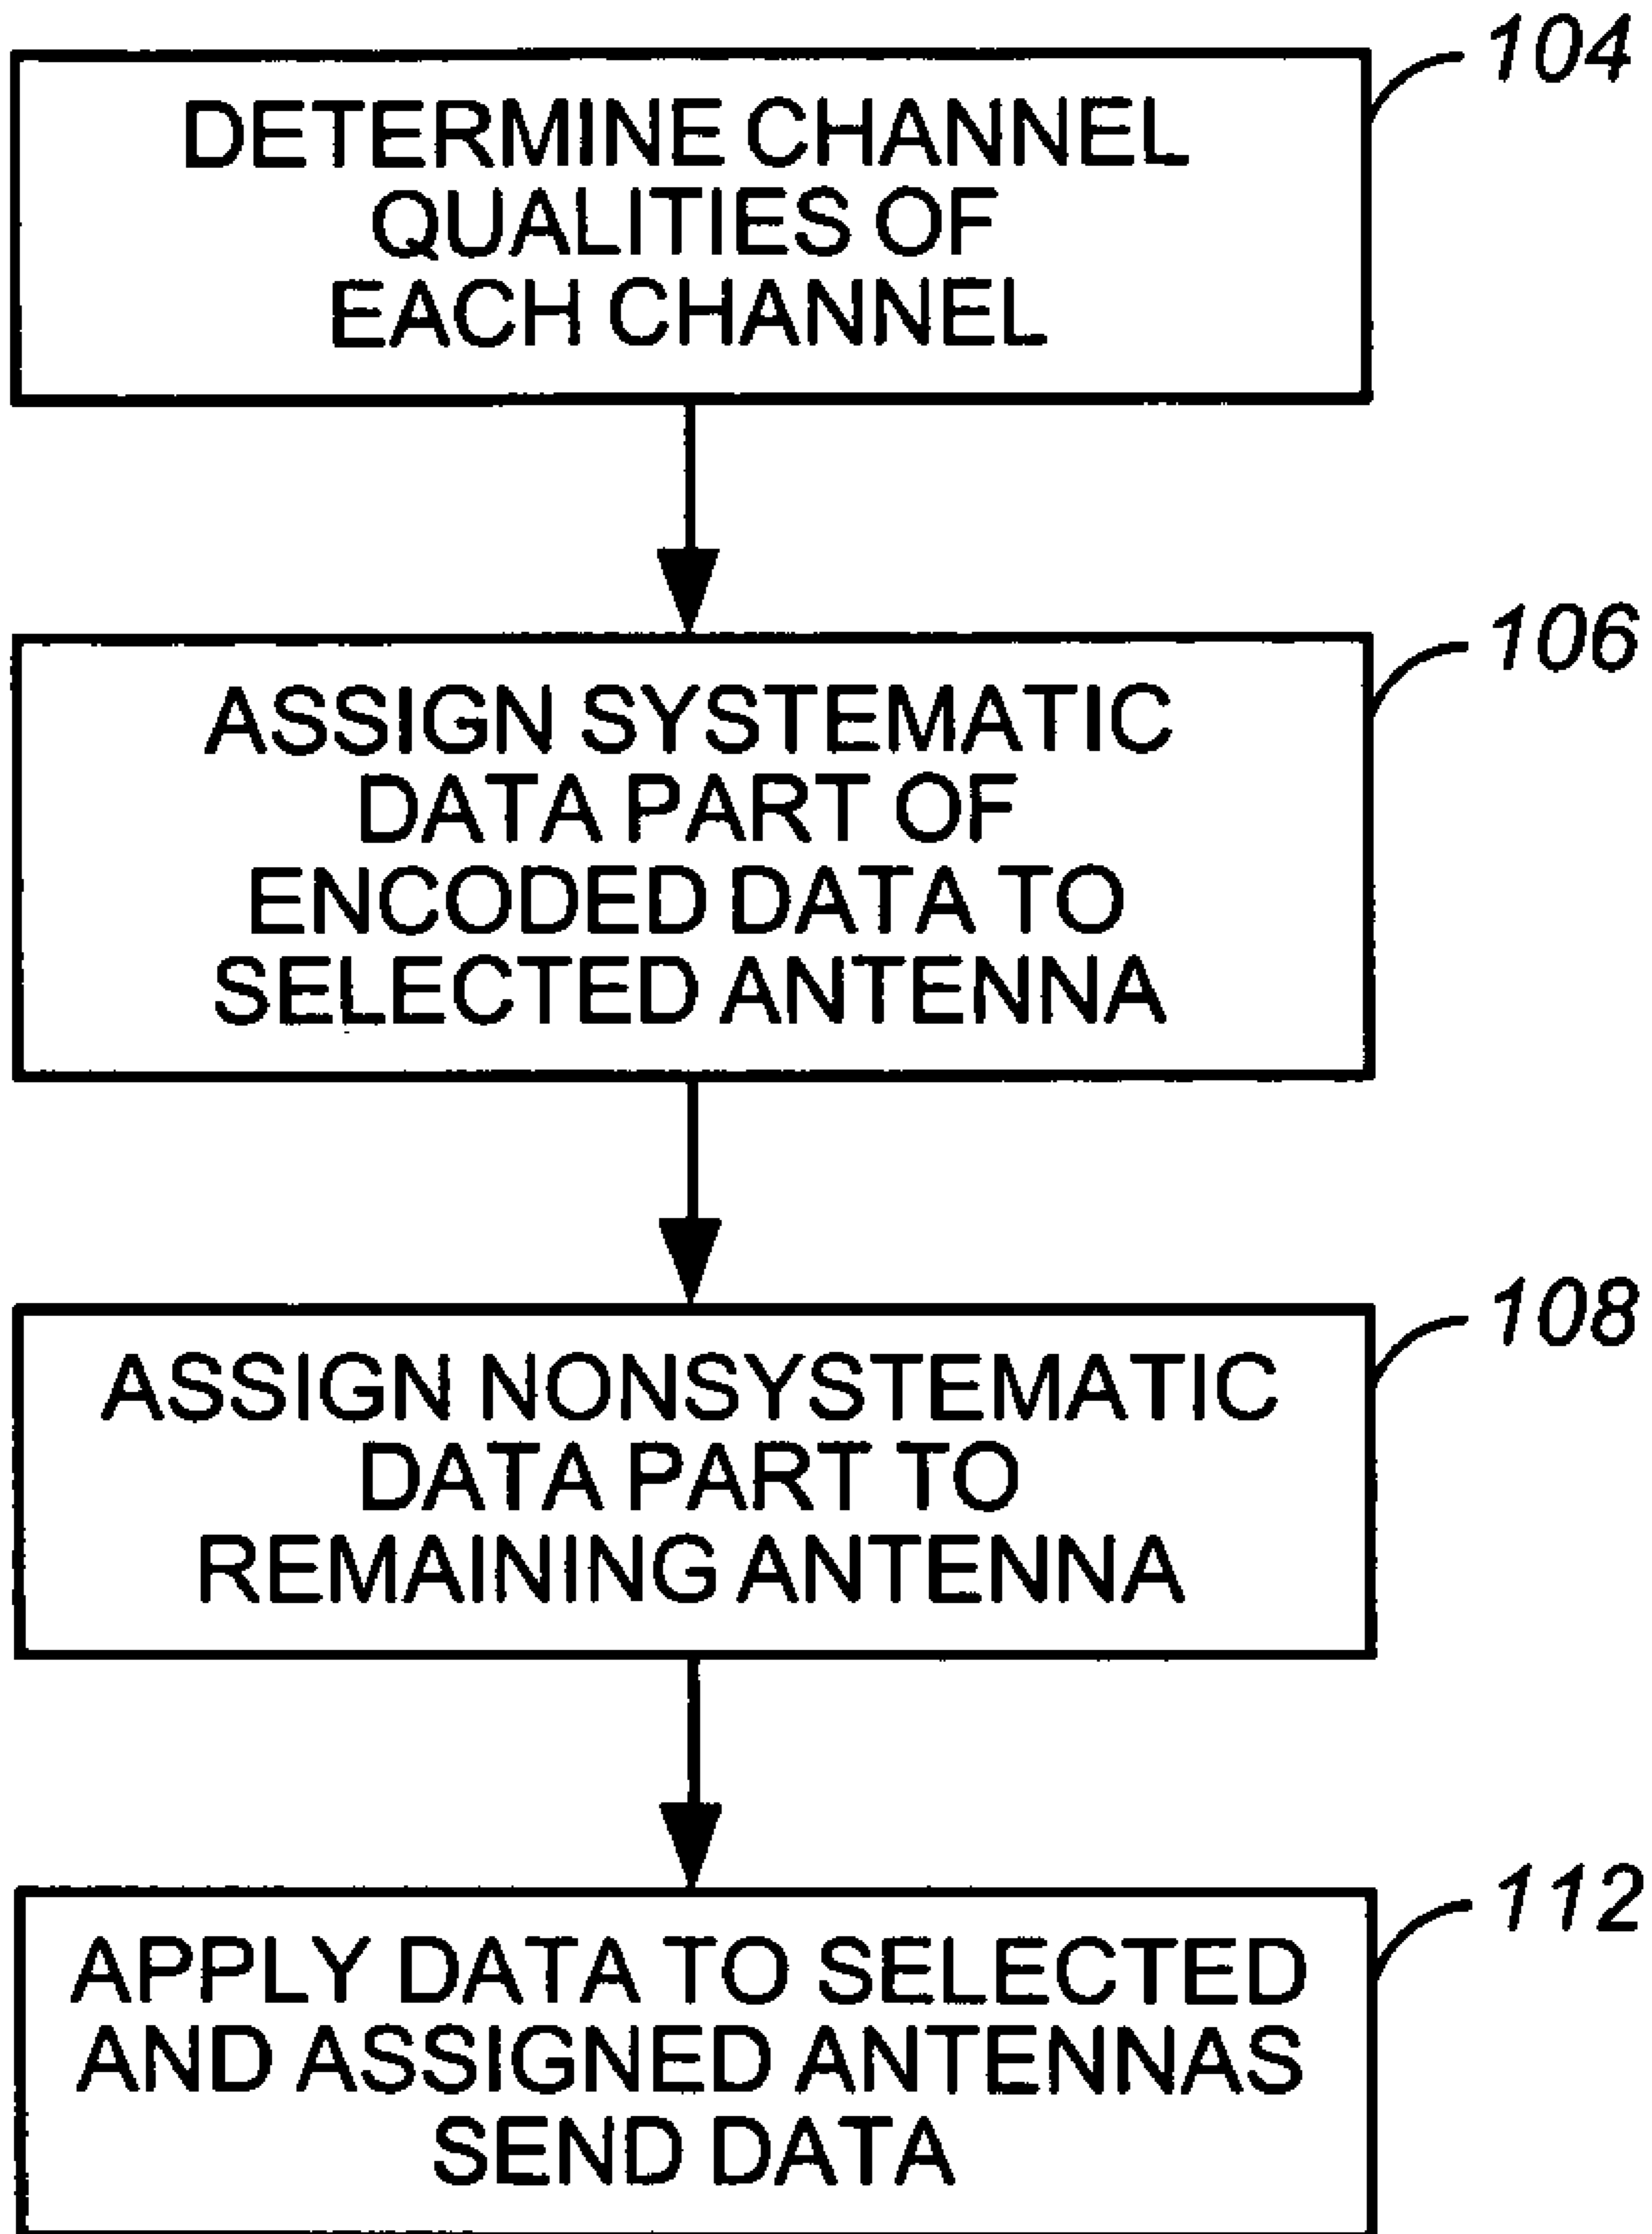 104
DETERMINE CHANNEL
QUALITIES OF
EACH CHANNEL
106
ASSIGN SYSTEMATIC
DATA PART OF
ENCODED DATA TO
SELECTED ANTENNA
108
ASSIGN NONSYSTEMATIC
DATA PART TO
REMAINING ANTENNA
112
APPLY DATA TO SELECTED
AND ASSIGNED ANTENNAS
SEND DATA